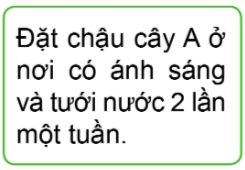 Đặt chậu cây A ở
nơi có ánh sáng
và tưới nước 2 lần
một tuần.